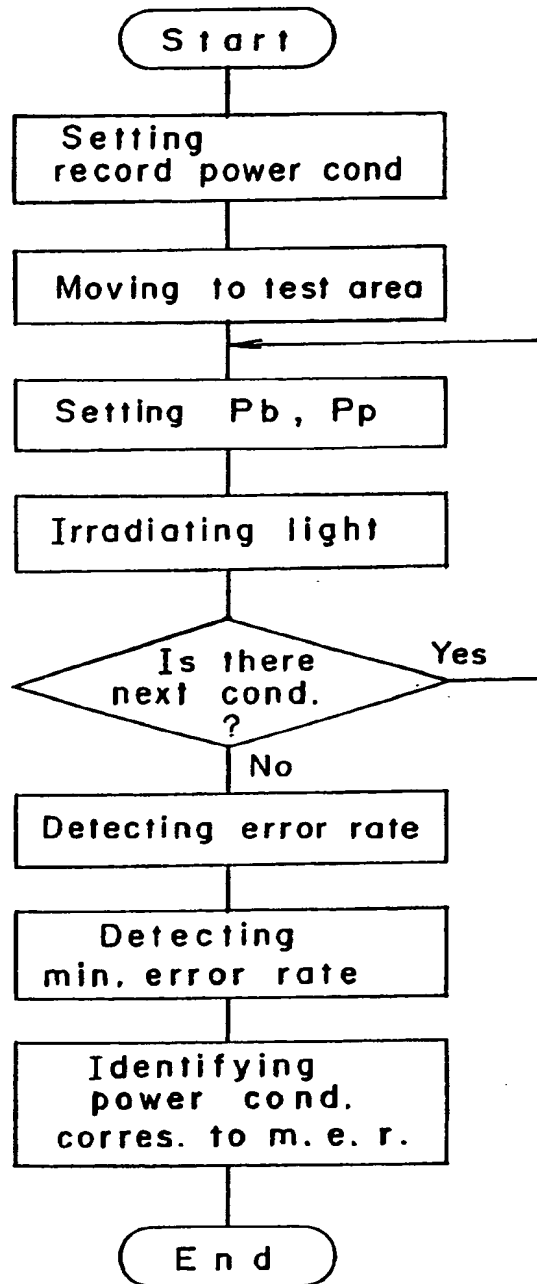 Start
Setting
record power cond
Moving to test area
Setting Pb, Pp
Irradiating light
Is there
next cond.
?
Yes
No
Detecting error rate
Detecting
min. error rate
Identifying
power cond.
corres. to m. e. r.
End